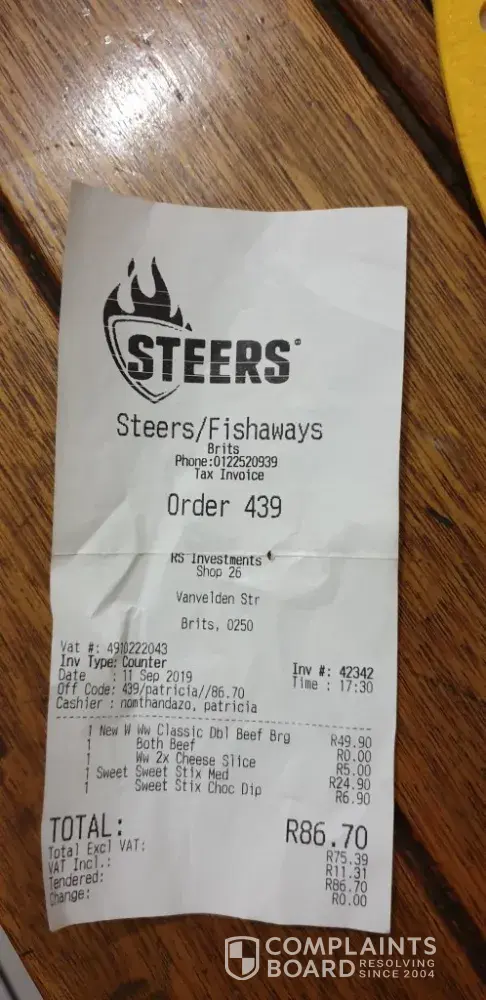 STEERS®
Steers/Fishaways
Brits
Phone:0122520939
Tax Invoice
Order 439
RS Investments
Shop 26
Vanvelden Str
Brits, 0250
Vat #: 4910222043
Inv Type: Counter Inv #: 42342
Date : 11 Sep 2019 Time : 17:30
Off Code: 439/patricia//86.70
Cashier : nomthandazo, patricia
1 New W Ww Classic Dbl Beef Brg R49.90
1 Both Beef R0.00
1 Ww 2x Cheese Slice R5.00
1 Sweet Sweet Stix Med R24.90
1 Sweet Stix Choc Dip R6.90
TOTAL: R86.70
Total Excl VAT: R75.39
VAT Incl.: R11.31
Tendered: R86.70
Change: R0.00
COMPLAINTS
BOARD RESOLVING
SINCE 2004